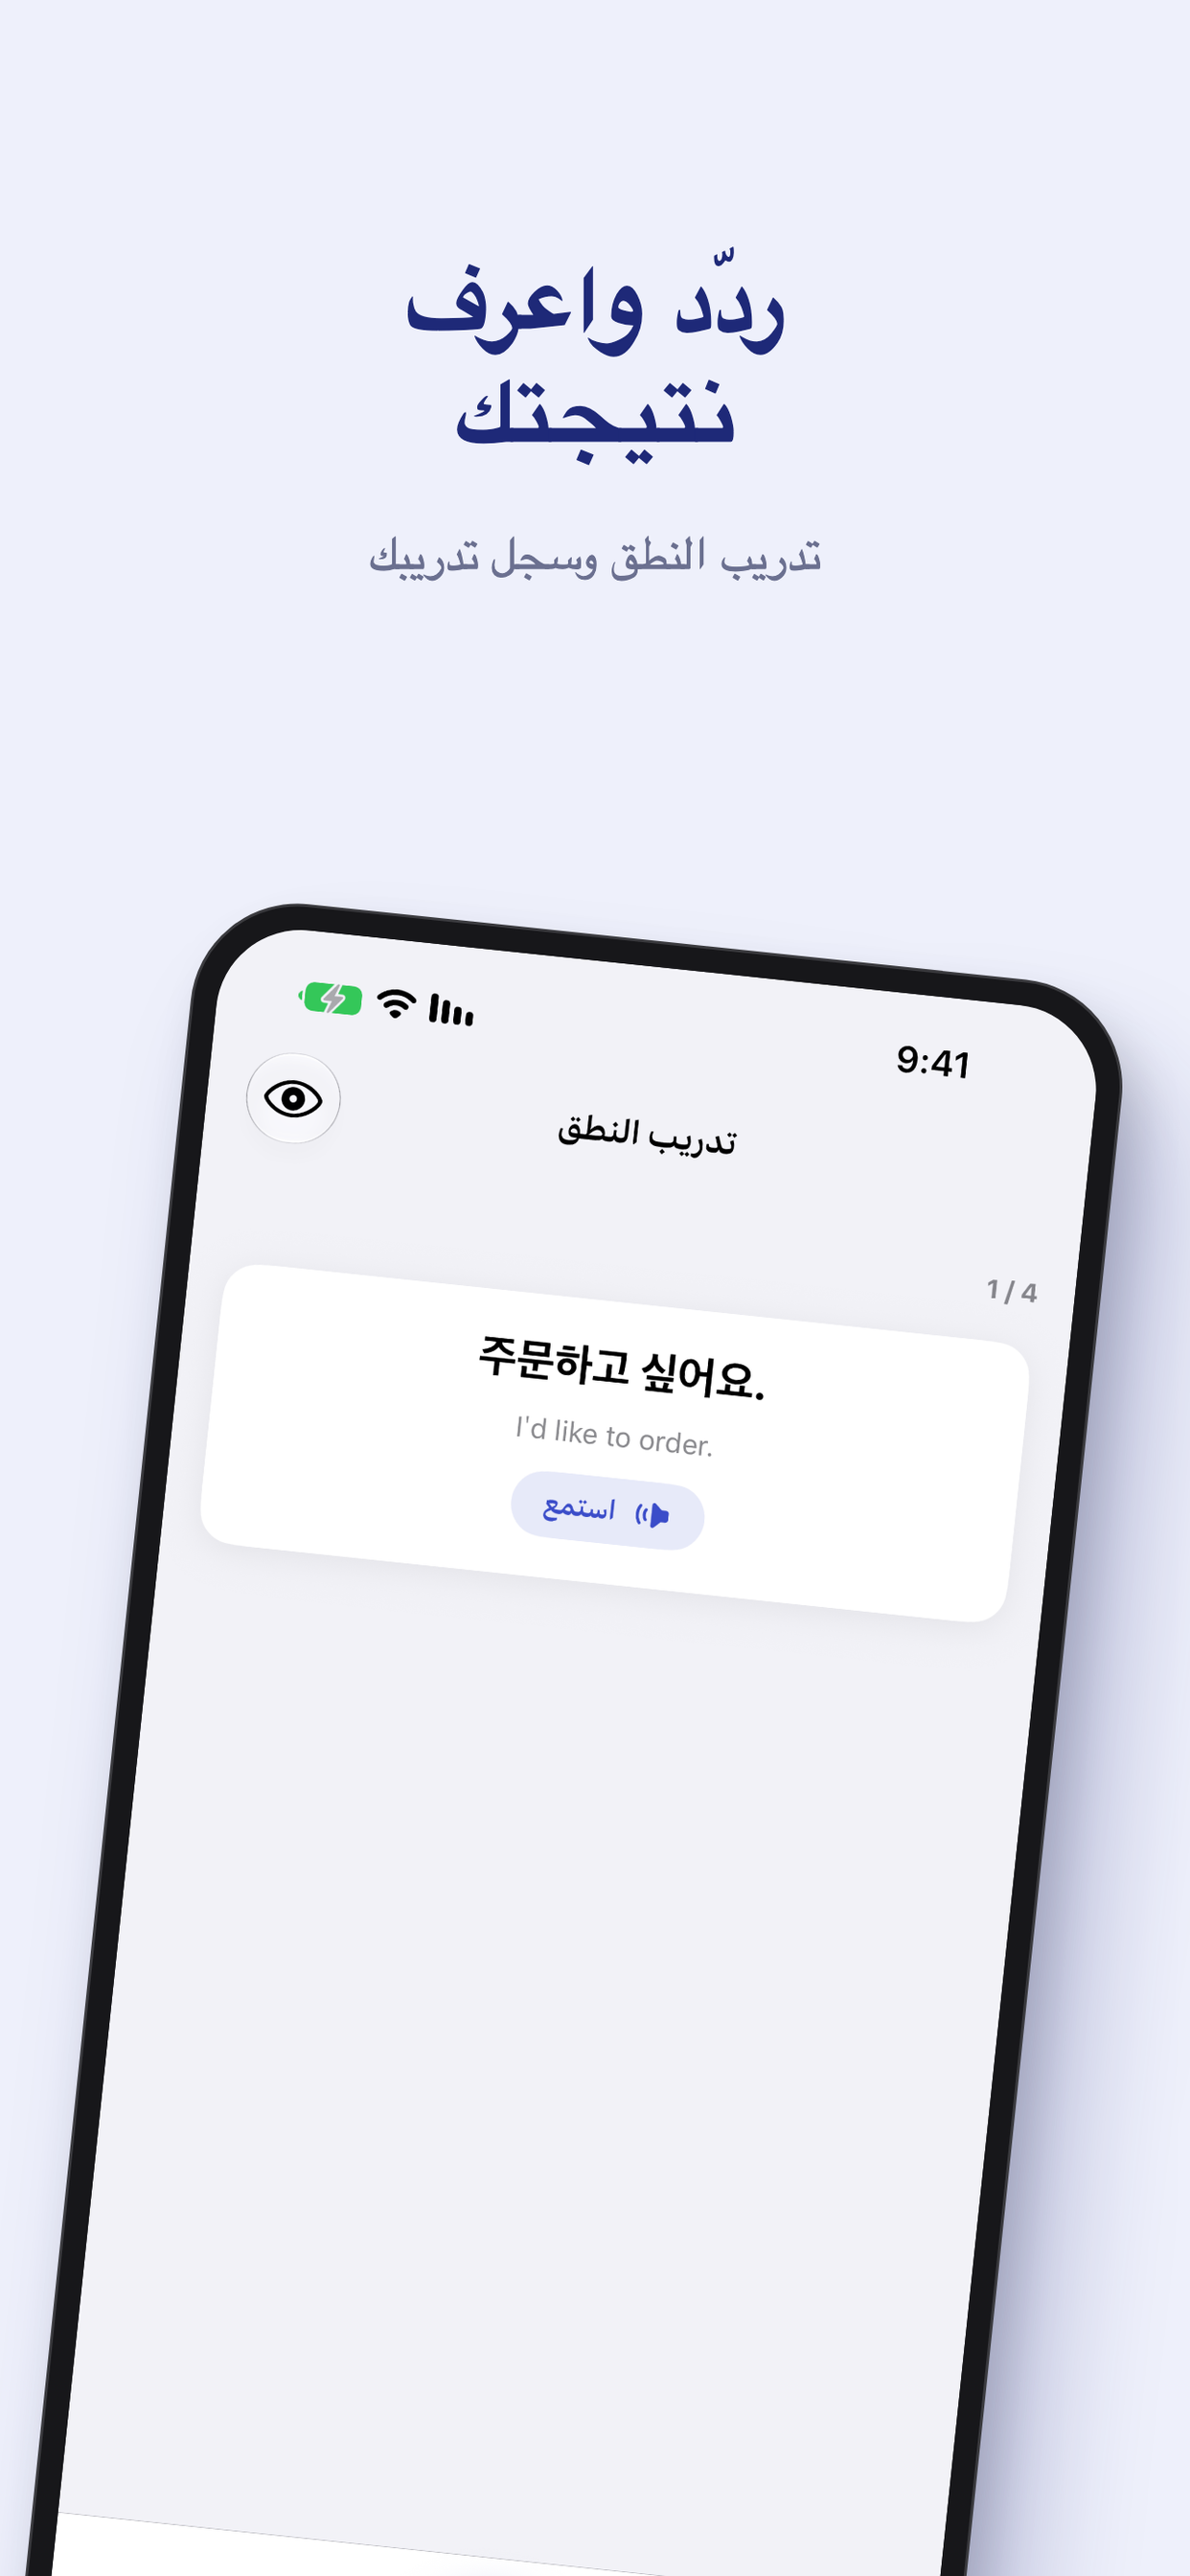 ردّد واعرف
نتيجتك
تدريب النطق وسجل تدريبك
9:41
تدريب النطق
1 / 4
주문하고 싶어요.
I'd like to order.
استمع